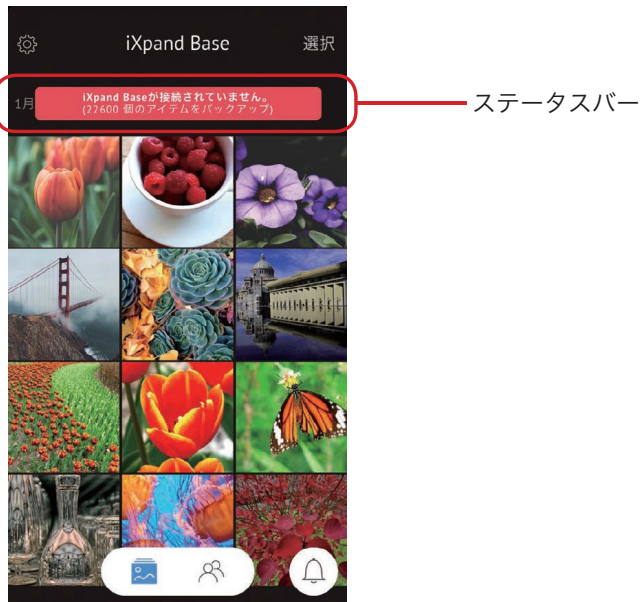 iXpand Base
選択
1月
iXpand Baseが接続されていません。
(22600 個のアイテムをバックアップ)
ステータスバー